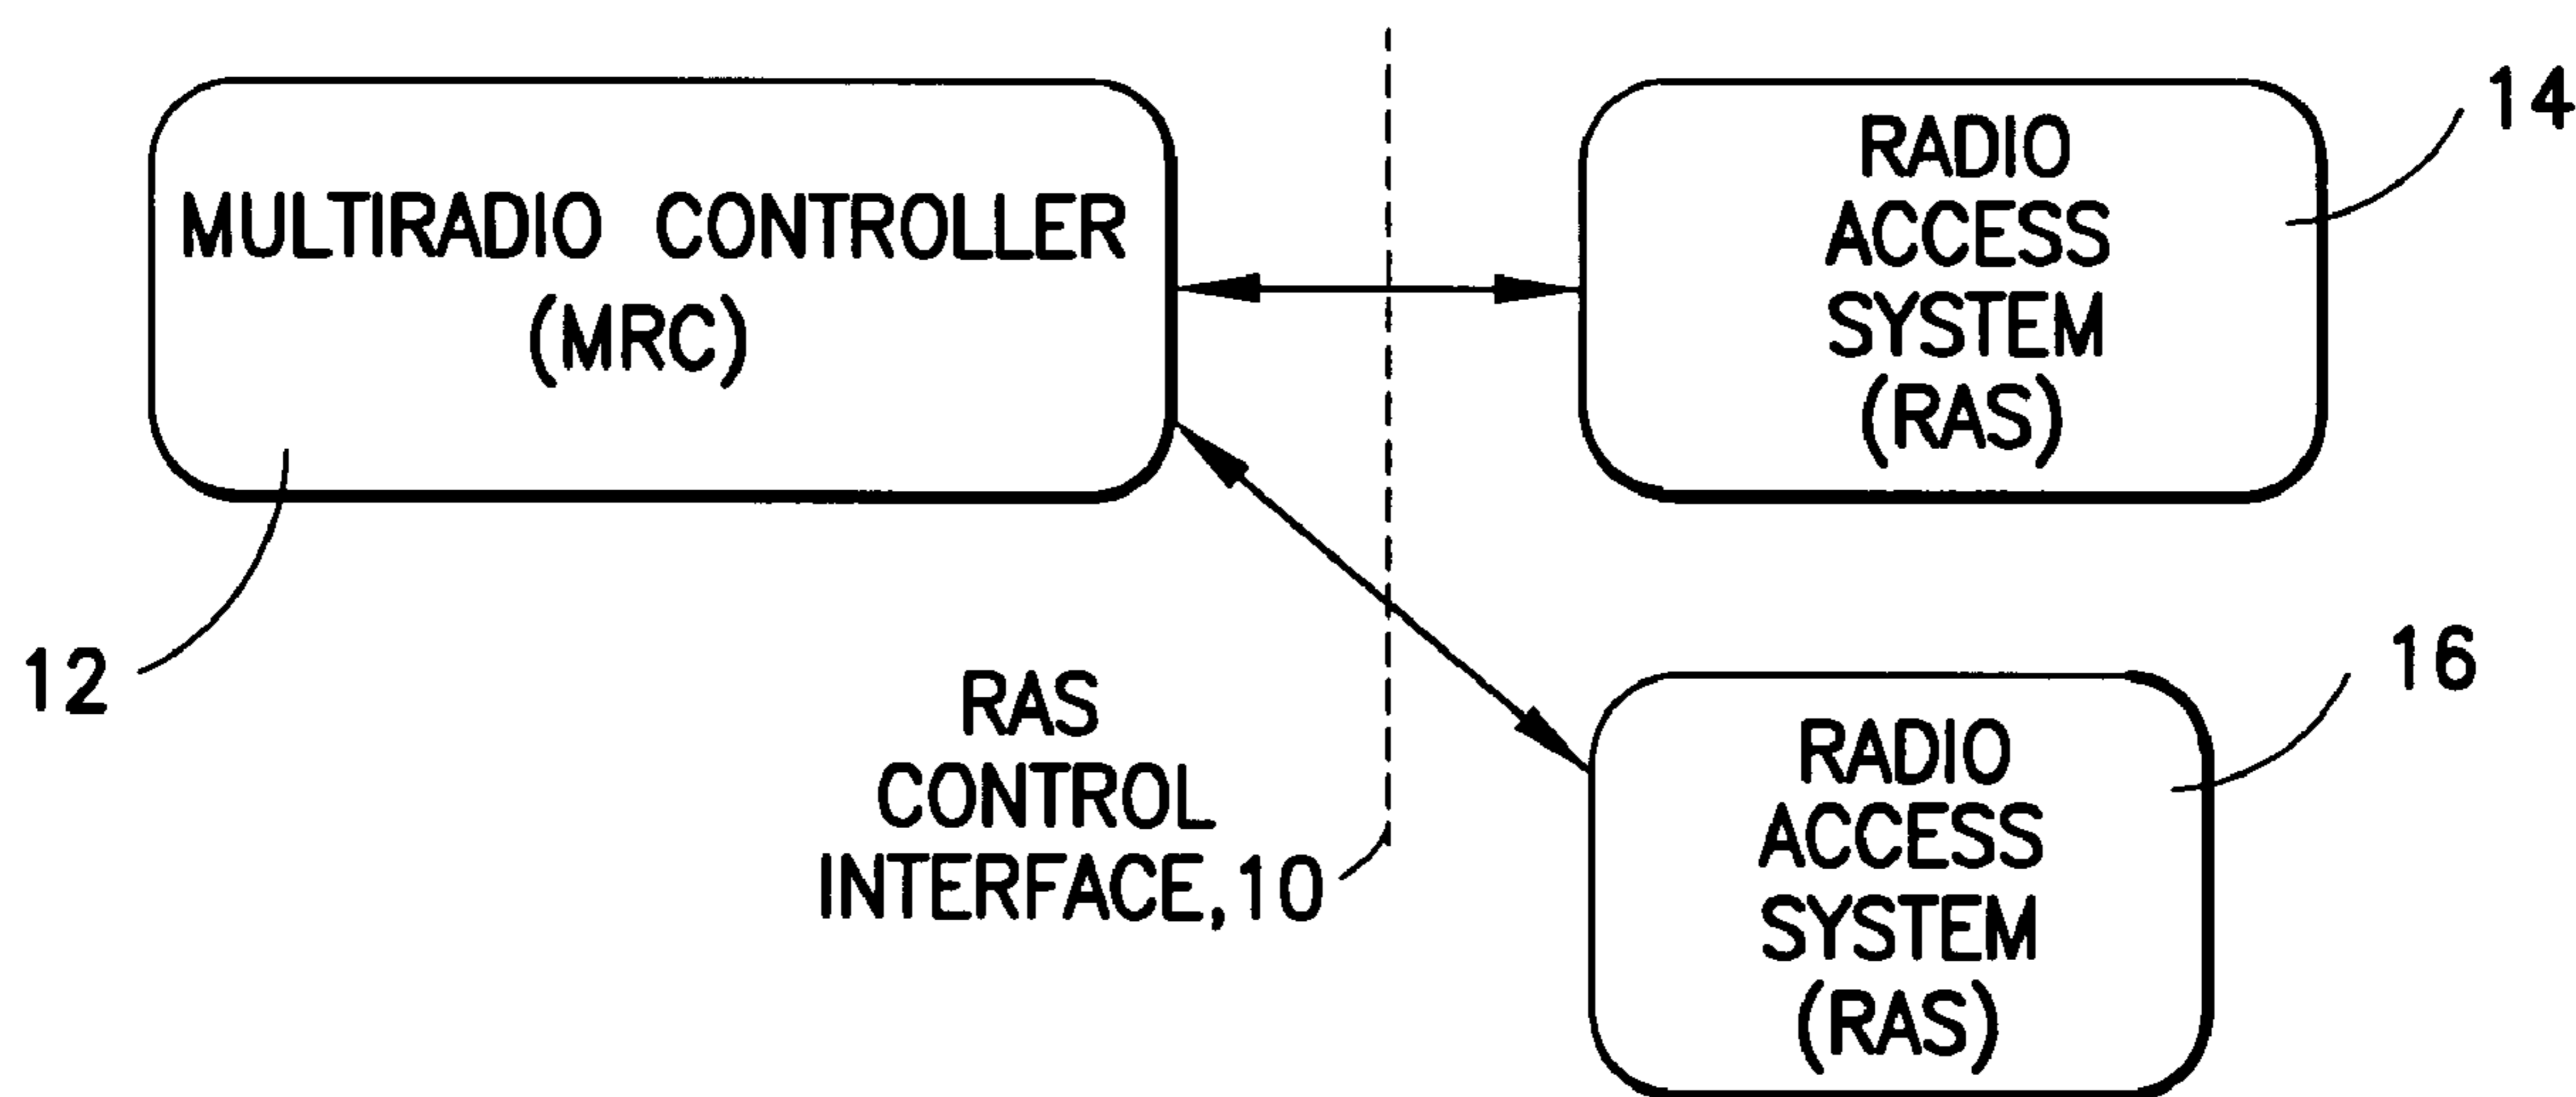 MULTIRADIO CONTROLLER
(MRC)
12
RADIO
ACCESS
SYSTEM
(RAS)
14
RAS
CONTROL
INTERFACE,10
RADIO
ACCESS
SYSTEM
(RAS)
16